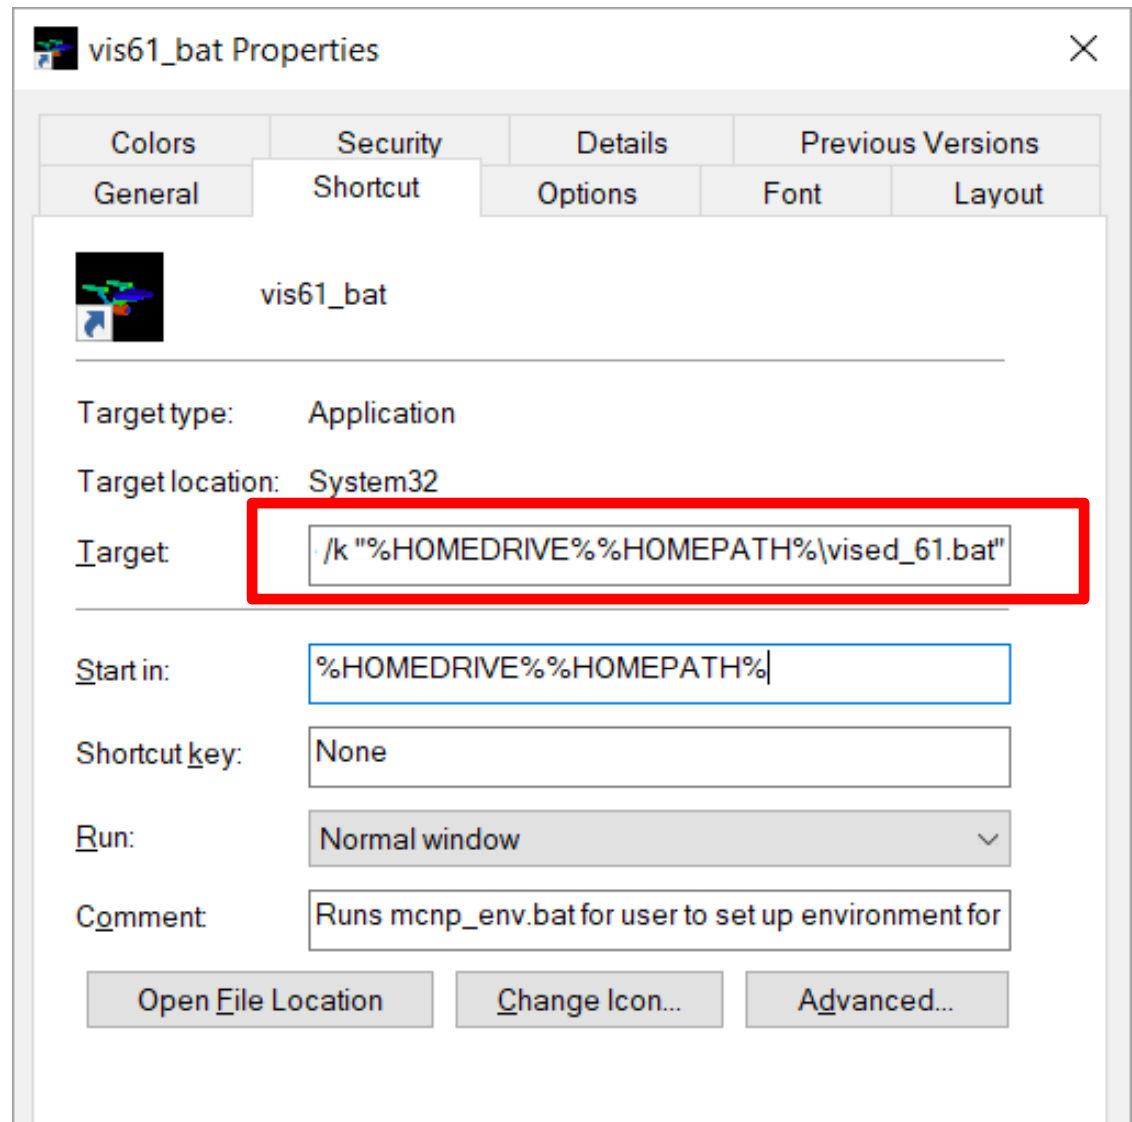 vis61_bat Properties
Colors Security Details Previous Versions
General Shortcut Options Font Layout
vis61_bat
Target type: Application
Target location: System32
Target: /k "%HOMEDRIVE%%HOMEPATH%\vised_61.bat"
Start in: %HOMEDRIVE%%HOMEPATH%
Shortcut key: None
Run: Normal window
Comment: Runs mcnp_env.bat for user to set up environment for
Open File Location Change Icon... Advanced...